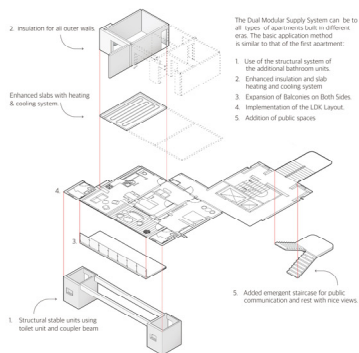 2. Insulation for all outer walls.
The Dual Modular Supply System can be to
all types of apartments built in different
eras. The basic application method
is similar to that of the first apartment:
1. Use of the structural system of
the additional bathroom units.
2. Enhanced insulation and slab
heating and cooling system
3. Expansion of Balconies on Both Sides
4. Implementation of the LDK Layout.
5. Addition of public spaces
Enhanced slabs with heating
& cooling system.
4.
3.
1. Structural stable units using
toilet unit and coupler beam
5. Added emergent staircase for public
communication and rest with nice views